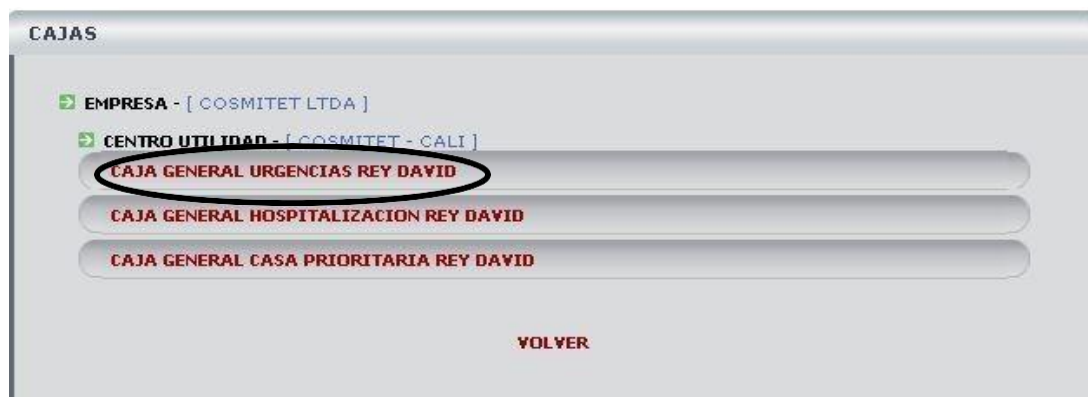 CAJAS
EMPRESA - [ COSMITET LTDA ]
CENTRO UTILIDAD - [ COSMITET - CALI ]
CAJA GENERAL URGENCIAS REY DAVID
CAJA GENERAL HOSPITALIZACION REY DAVID
CAJA GENERAL CASA PRIORITARIA REY DAVID
VOLVER